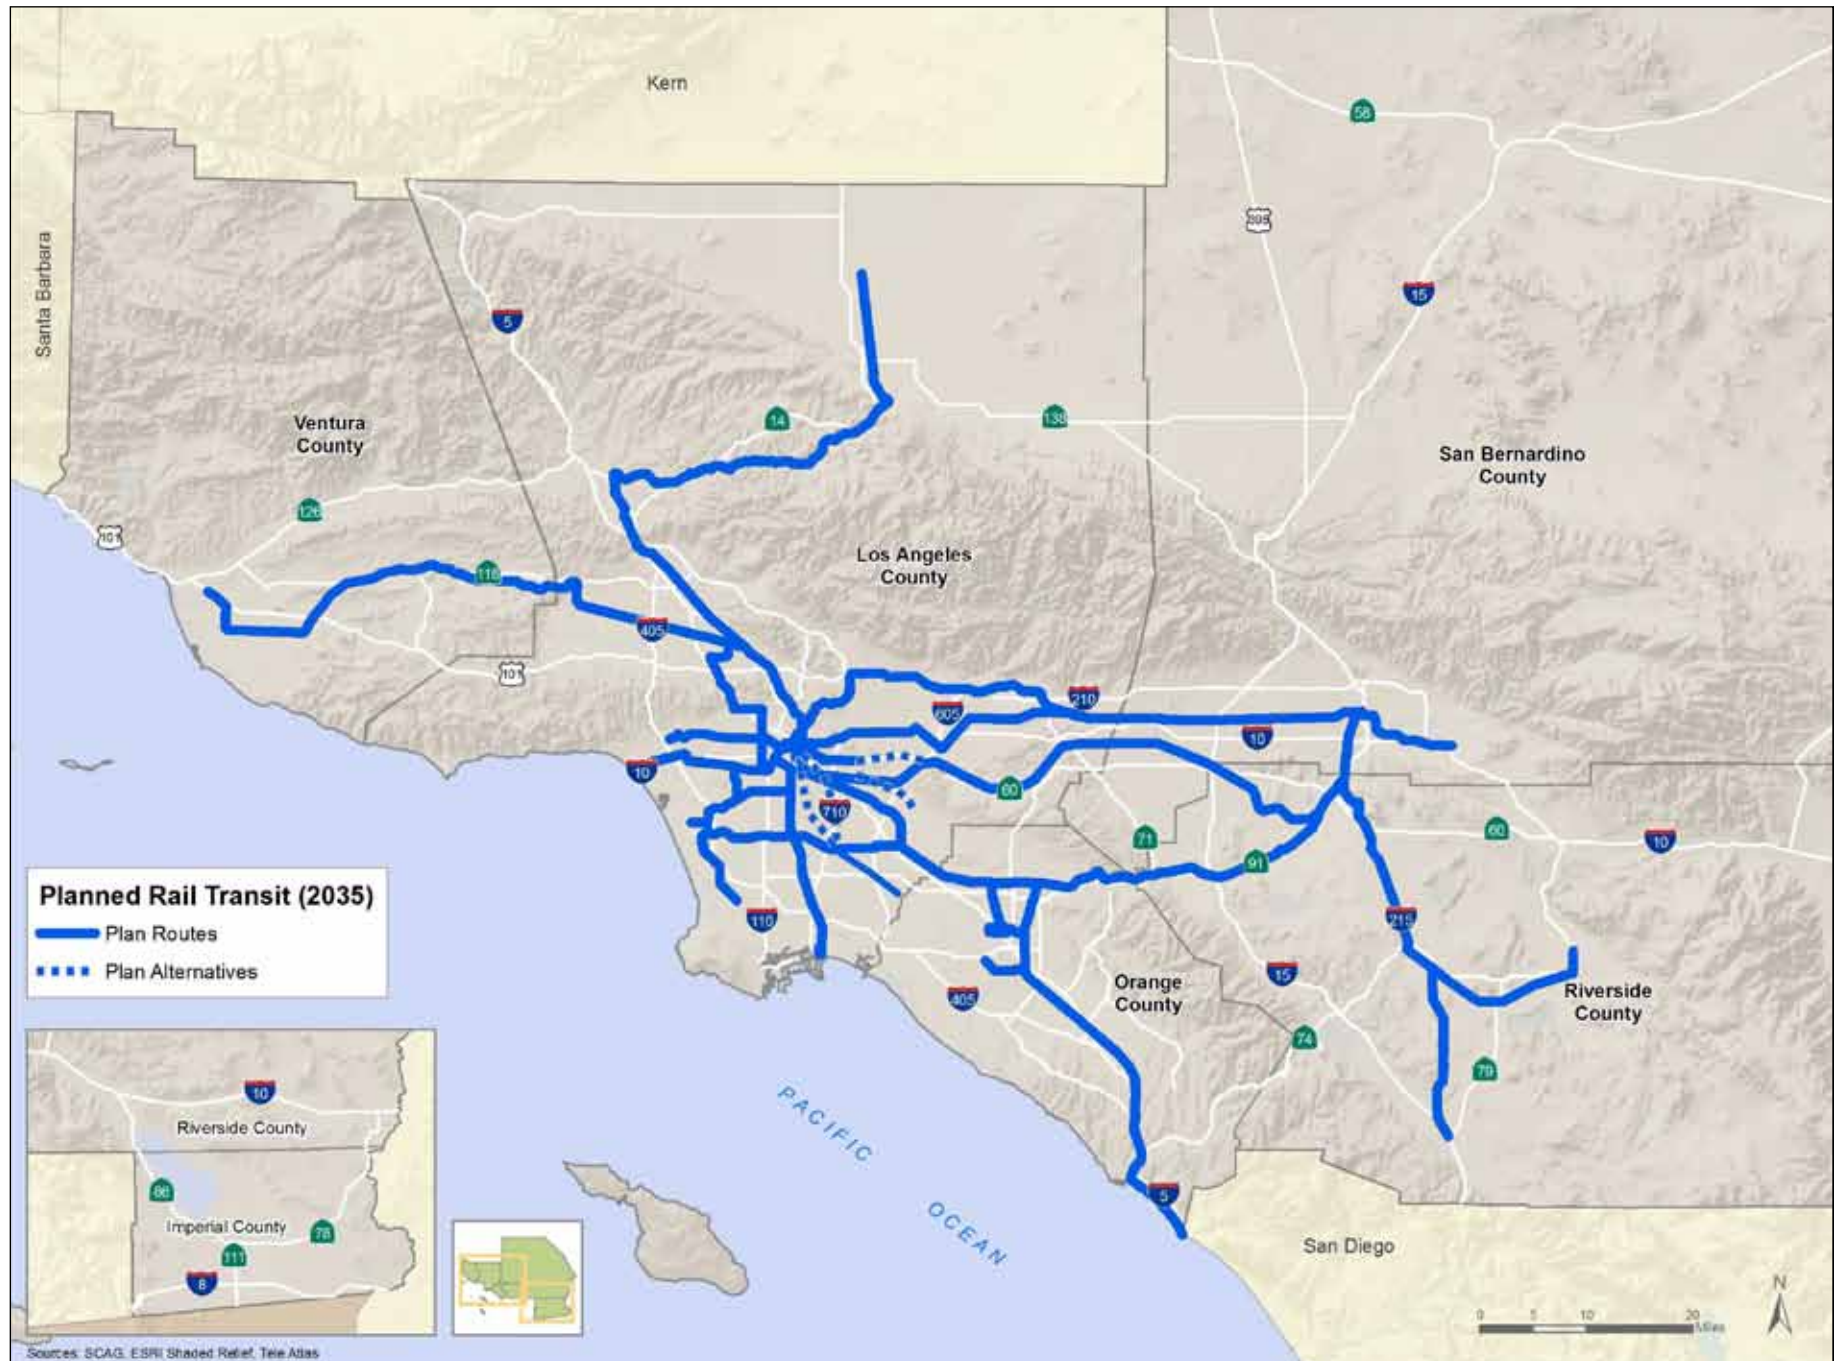 Kern
58
395
Santa Barbara
5
15
Ventura
County
14
138
San Bernardino
County
126
101
Los Angeles
County
118
405
101
210
605
10
10
60
710
71
60
10
91
Planned Rail Transit (2035)
Plan Routes
Plan Alternatives
110
215
405
Orange
County
15
Riverside
County
74
79
PACIFIC
OCEAN
5
San Diego
10
Riverside County
86
Imperial County
78
111
8
N
0 5 10 20
Miles
Sources: SCAG, ESRI Shaded Relief, Tele Atlas